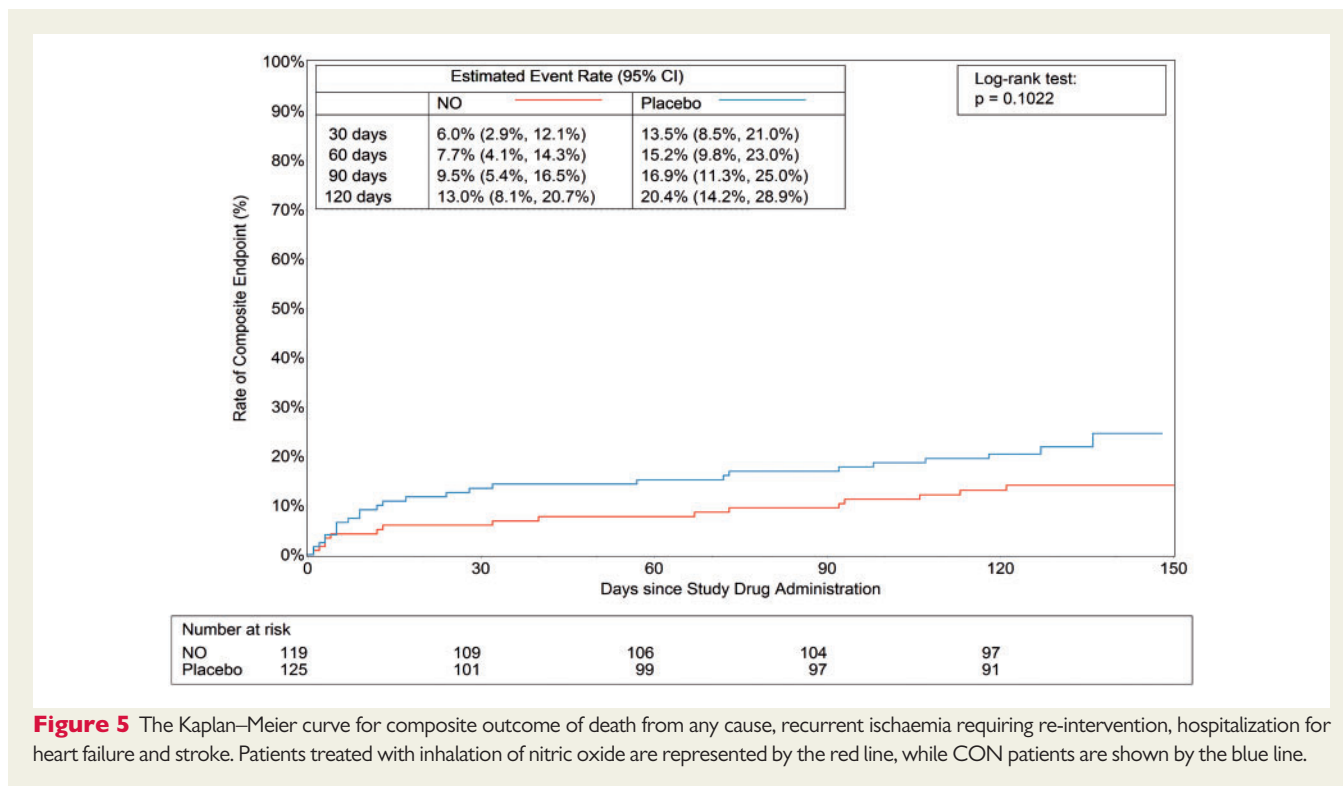 100%
90%
80%
70%
60%
50%
40%
30%
20%
10%
0%
Rate of Composite Endpoint (%)
Estimated Event Rate (95% CI)
NO Placebo
30 days 6.0% (2.9%, 12.1%) 13.5% (8.5%, 21.0%)
60 days 7.7% (4.1%, 14.3%) 15.2% (9.8%, 23.0%)
90 days 9.5% (5.4%, 16.5%) 16.9% (11.3%, 25.0%)
120 days 13.0% (8.1%, 20.7%) 20.4% (14.2%, 28.9%)
Log-rank test:
p = 0.1022
0 30 60 90 120 150
Days since Study Drug Administration
Number at risk
NO 119 109 106 104 97
Placebo 125 101 99 97 91
Figure 5 The Kaplan–Meier curve for composite outcome of death from any cause, recurrent ischaemia requiring re-intervention, hospitalization for
heart failure and stroke. Patients treated with inhalation of nitric oxide are represented by the red line, while CON patients are shown by the blue line.